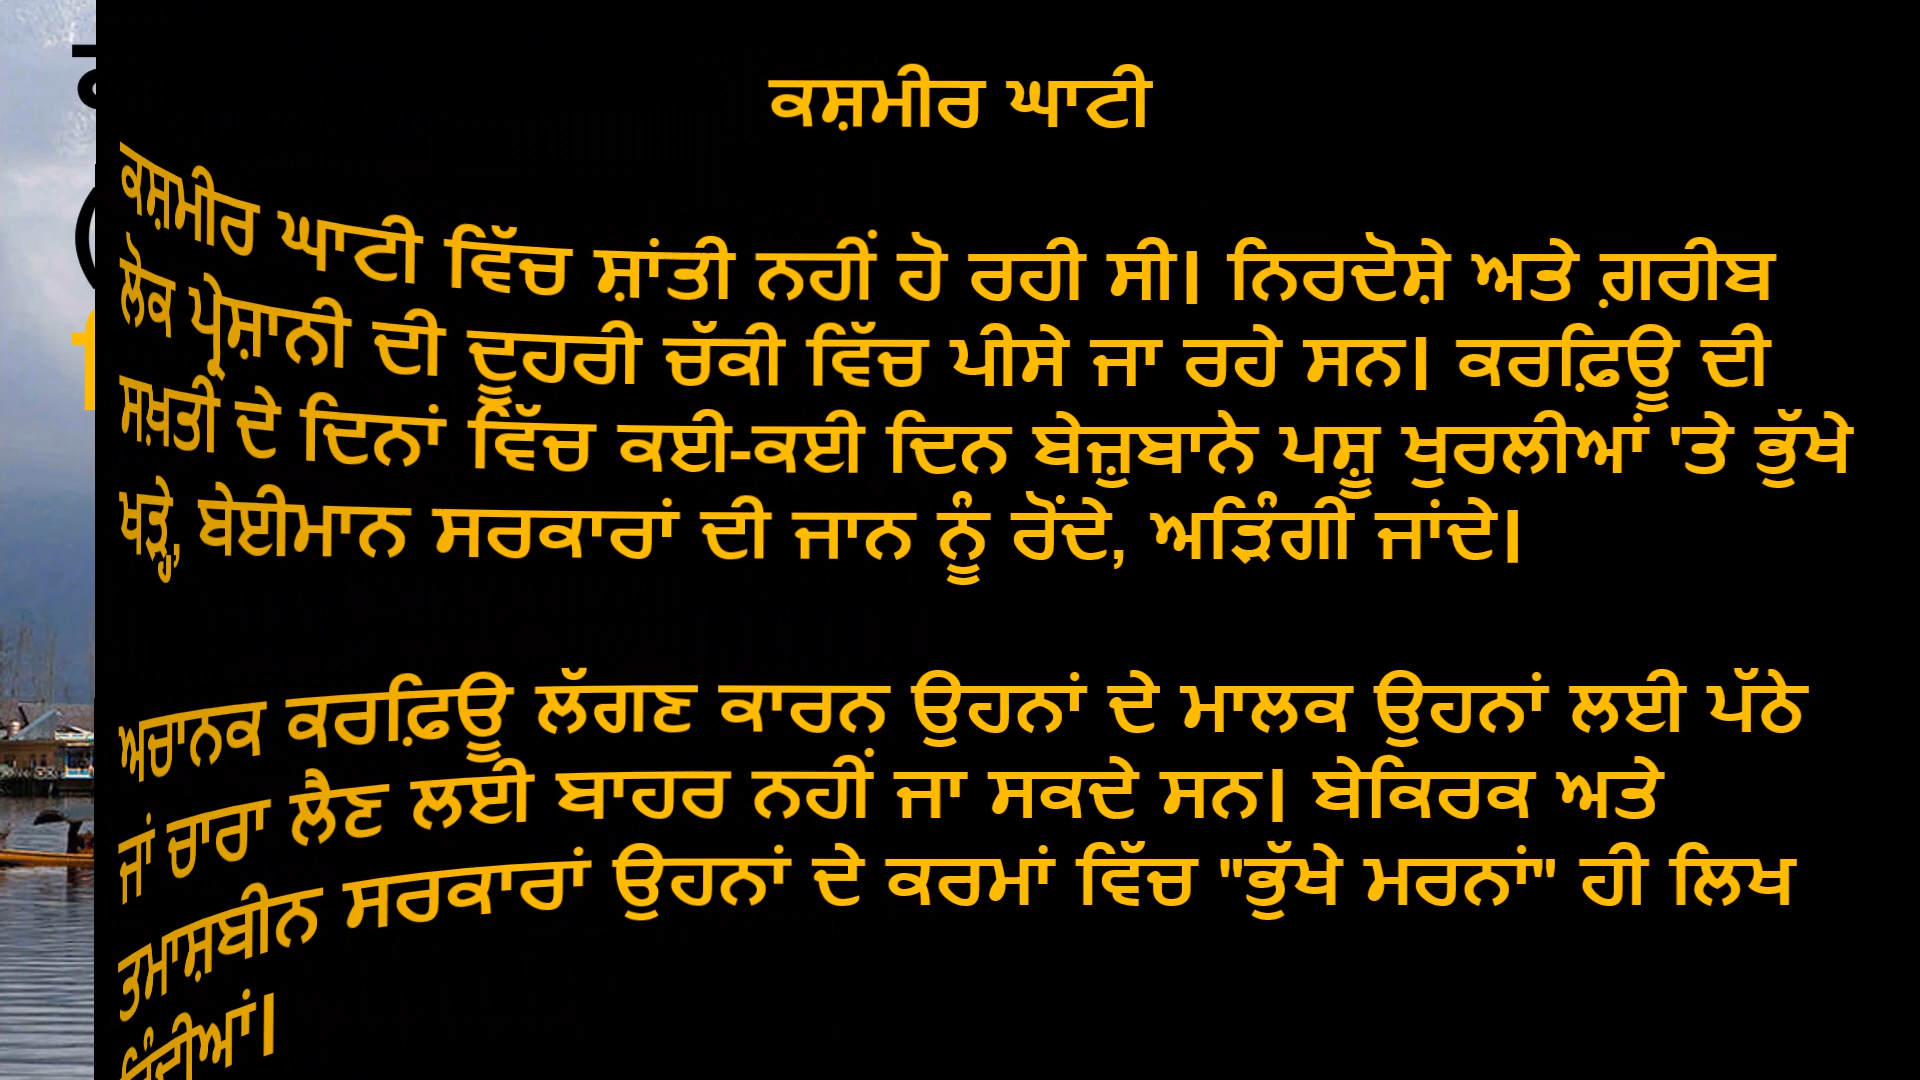 ਕਸ਼ਮੀਰ ਘਾਟੀ
ਕਸ਼ਮੀਰ ਘਾਟੀ ਵਿੱਚ ਸ਼ਾਂਤੀ ਨਹੀਂ ਹੋ ਰਹੀ ਸੀ। ਨਿਰਦੋਸ਼ੇ ਅਤੇ ਗ਼ਰੀਬ
ਲੋਕ ਪ੍ਰੇਸ਼ਾਨੀ ਦੀ ਦੂਹਰੀ ਚੱਕੀ ਵਿੱਚ ਪੀਸੇ ਜਾ ਰਹੇ ਸਨ। ਕਰਫ਼ਿਊ ਦੀ
ਸਖ਼ਤੀ ਦੇ ਦਿਨਾਂ ਵਿੱਚ ਕਈ-ਕਈ ਦਿਨ ਬੇਜ਼ੁਬਾਨੇ ਪਸ਼ੂ ਖੁਰਲੀਆਂ 'ਤੇ ਭੁੱਖੇ
ਖੜ੍ਹੇ, ਬੇਈਮਾਨ ਸਰਕਾਰਾਂ ਦੀ ਜਾਨ ਨੂੰ ਰੋਂਦੇ, ਅੜਿੰਗੀ ਜਾਂਦੇ।
ਅਚਾਨਕ ਕਰਫ਼ਿਊ ਲੱਗਣ ਕਾਰਨ ਉਹਨਾਂ ਦੇ ਮਾਲਕ ਉਹਨਾਂ ਲਈ ਪੱਠੇ
ਜਾਂ ਚਾਰਾ ਲੈਣ ਲਈ ਬਾਹਰ ਨਹੀਂ ਜਾ ਸਕਦੇ ਸਨ। ਬੇਕਿਰਕ ਅਤੇ
ਤਮਾਸ਼ਬੀਨ ਸਰਕਾਰਾਂ ਉਹਨਾਂ ਦੇ ਕਰਮਾਂ ਵਿੱਚ "ਭੁੱਖੇ ਮਰਨਾਂ" ਹੀ ਲਿਖ